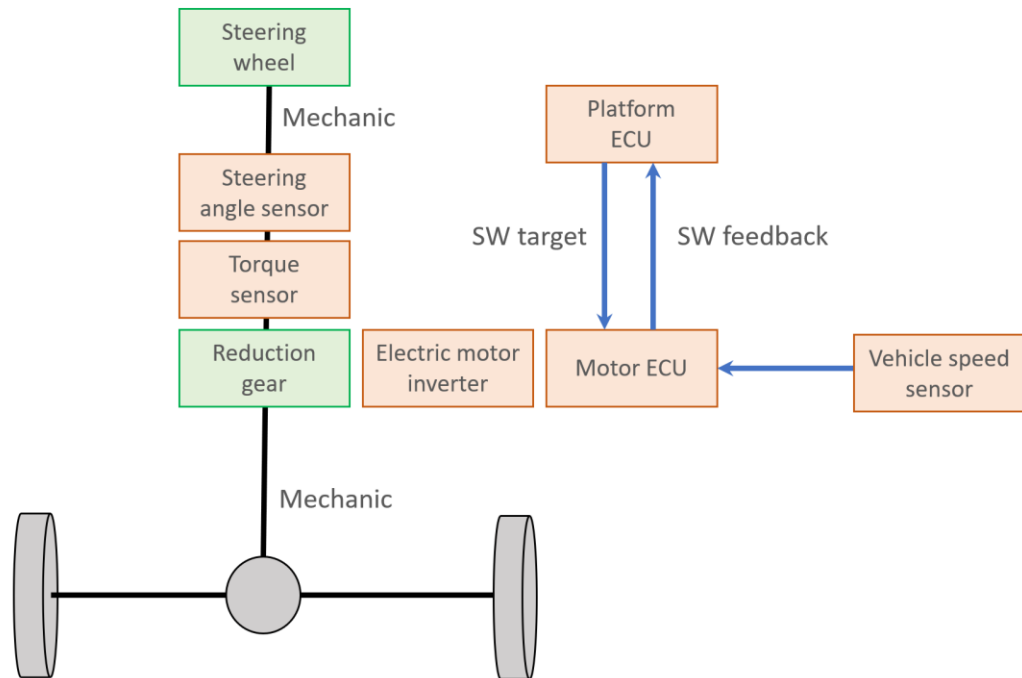 Steering
wheel
Mechanic
Platform
ECU
Steering
angle sensor
SW target
SW feedback
Torque
sensor
Reduction
gear
Electric motor
inverter
Motor ECU
Vehicle speed
sensor
Mechanic